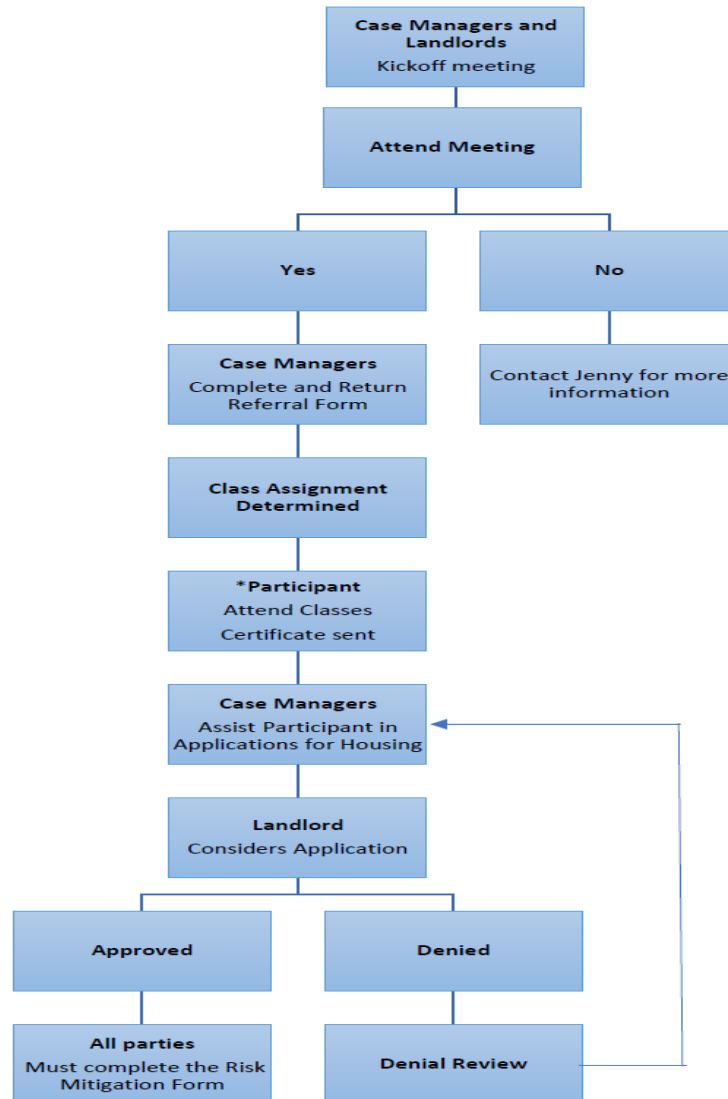 Case Managers and
Landlords
Kickoff meeting
Attend Meeting
Yes
No
Case Managers
Complete and Return
Referral Form
Contact Jenny for more
information
Class Assignment
Determined
*Participant
Attend Classes
Certificate sent
Case Managers
Assist Participant in
Applications for Housing
Landlord
Considers Application
Approved
Denied
All parties
Must complete the Risk
Mitigation Form
Denial Review